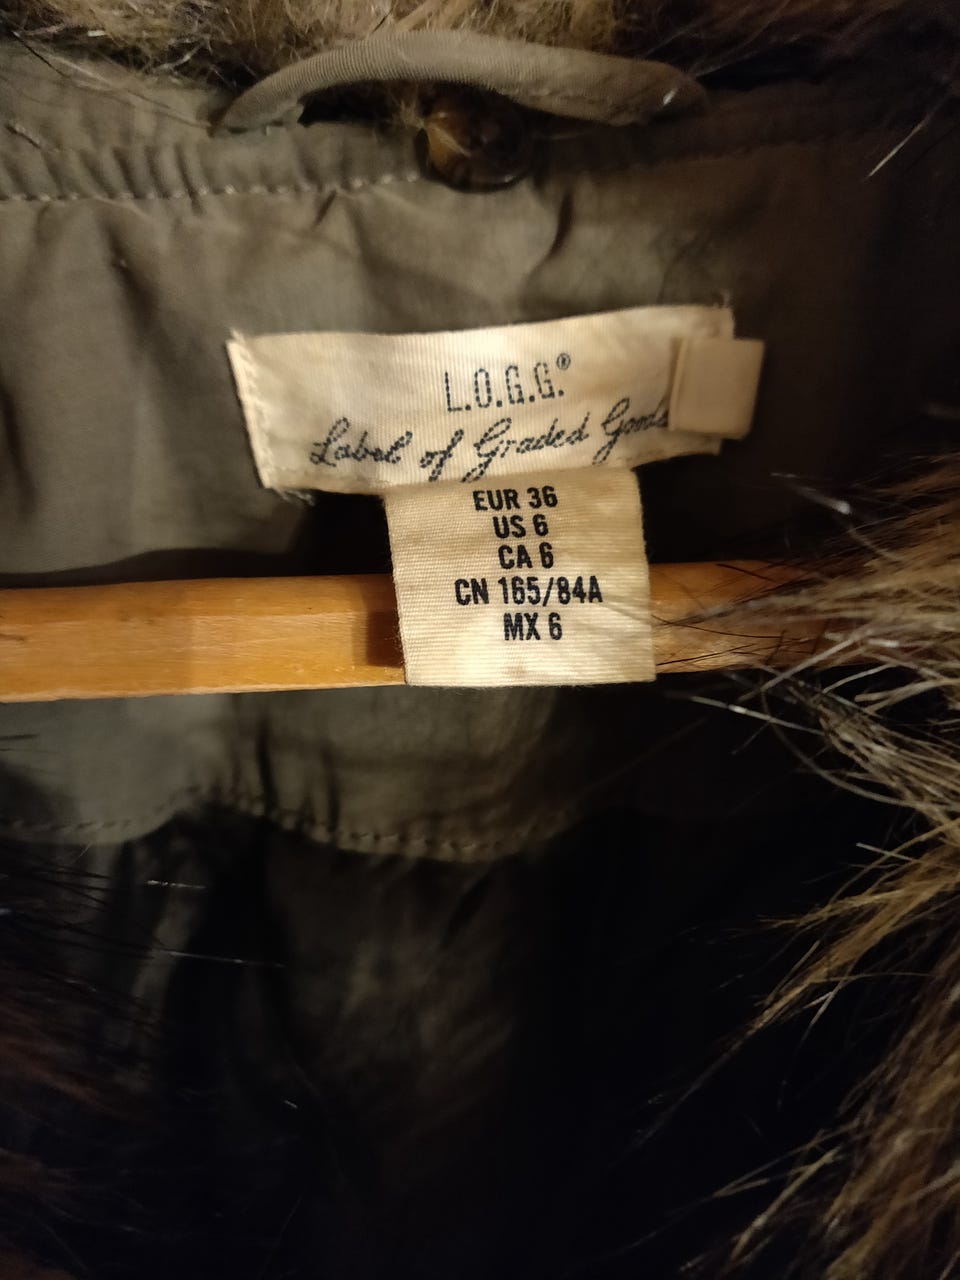 L.O.G.G.®
Label of Graded Goods
EUR 36
US 6
CA 6
CN 165/84A
MX 6